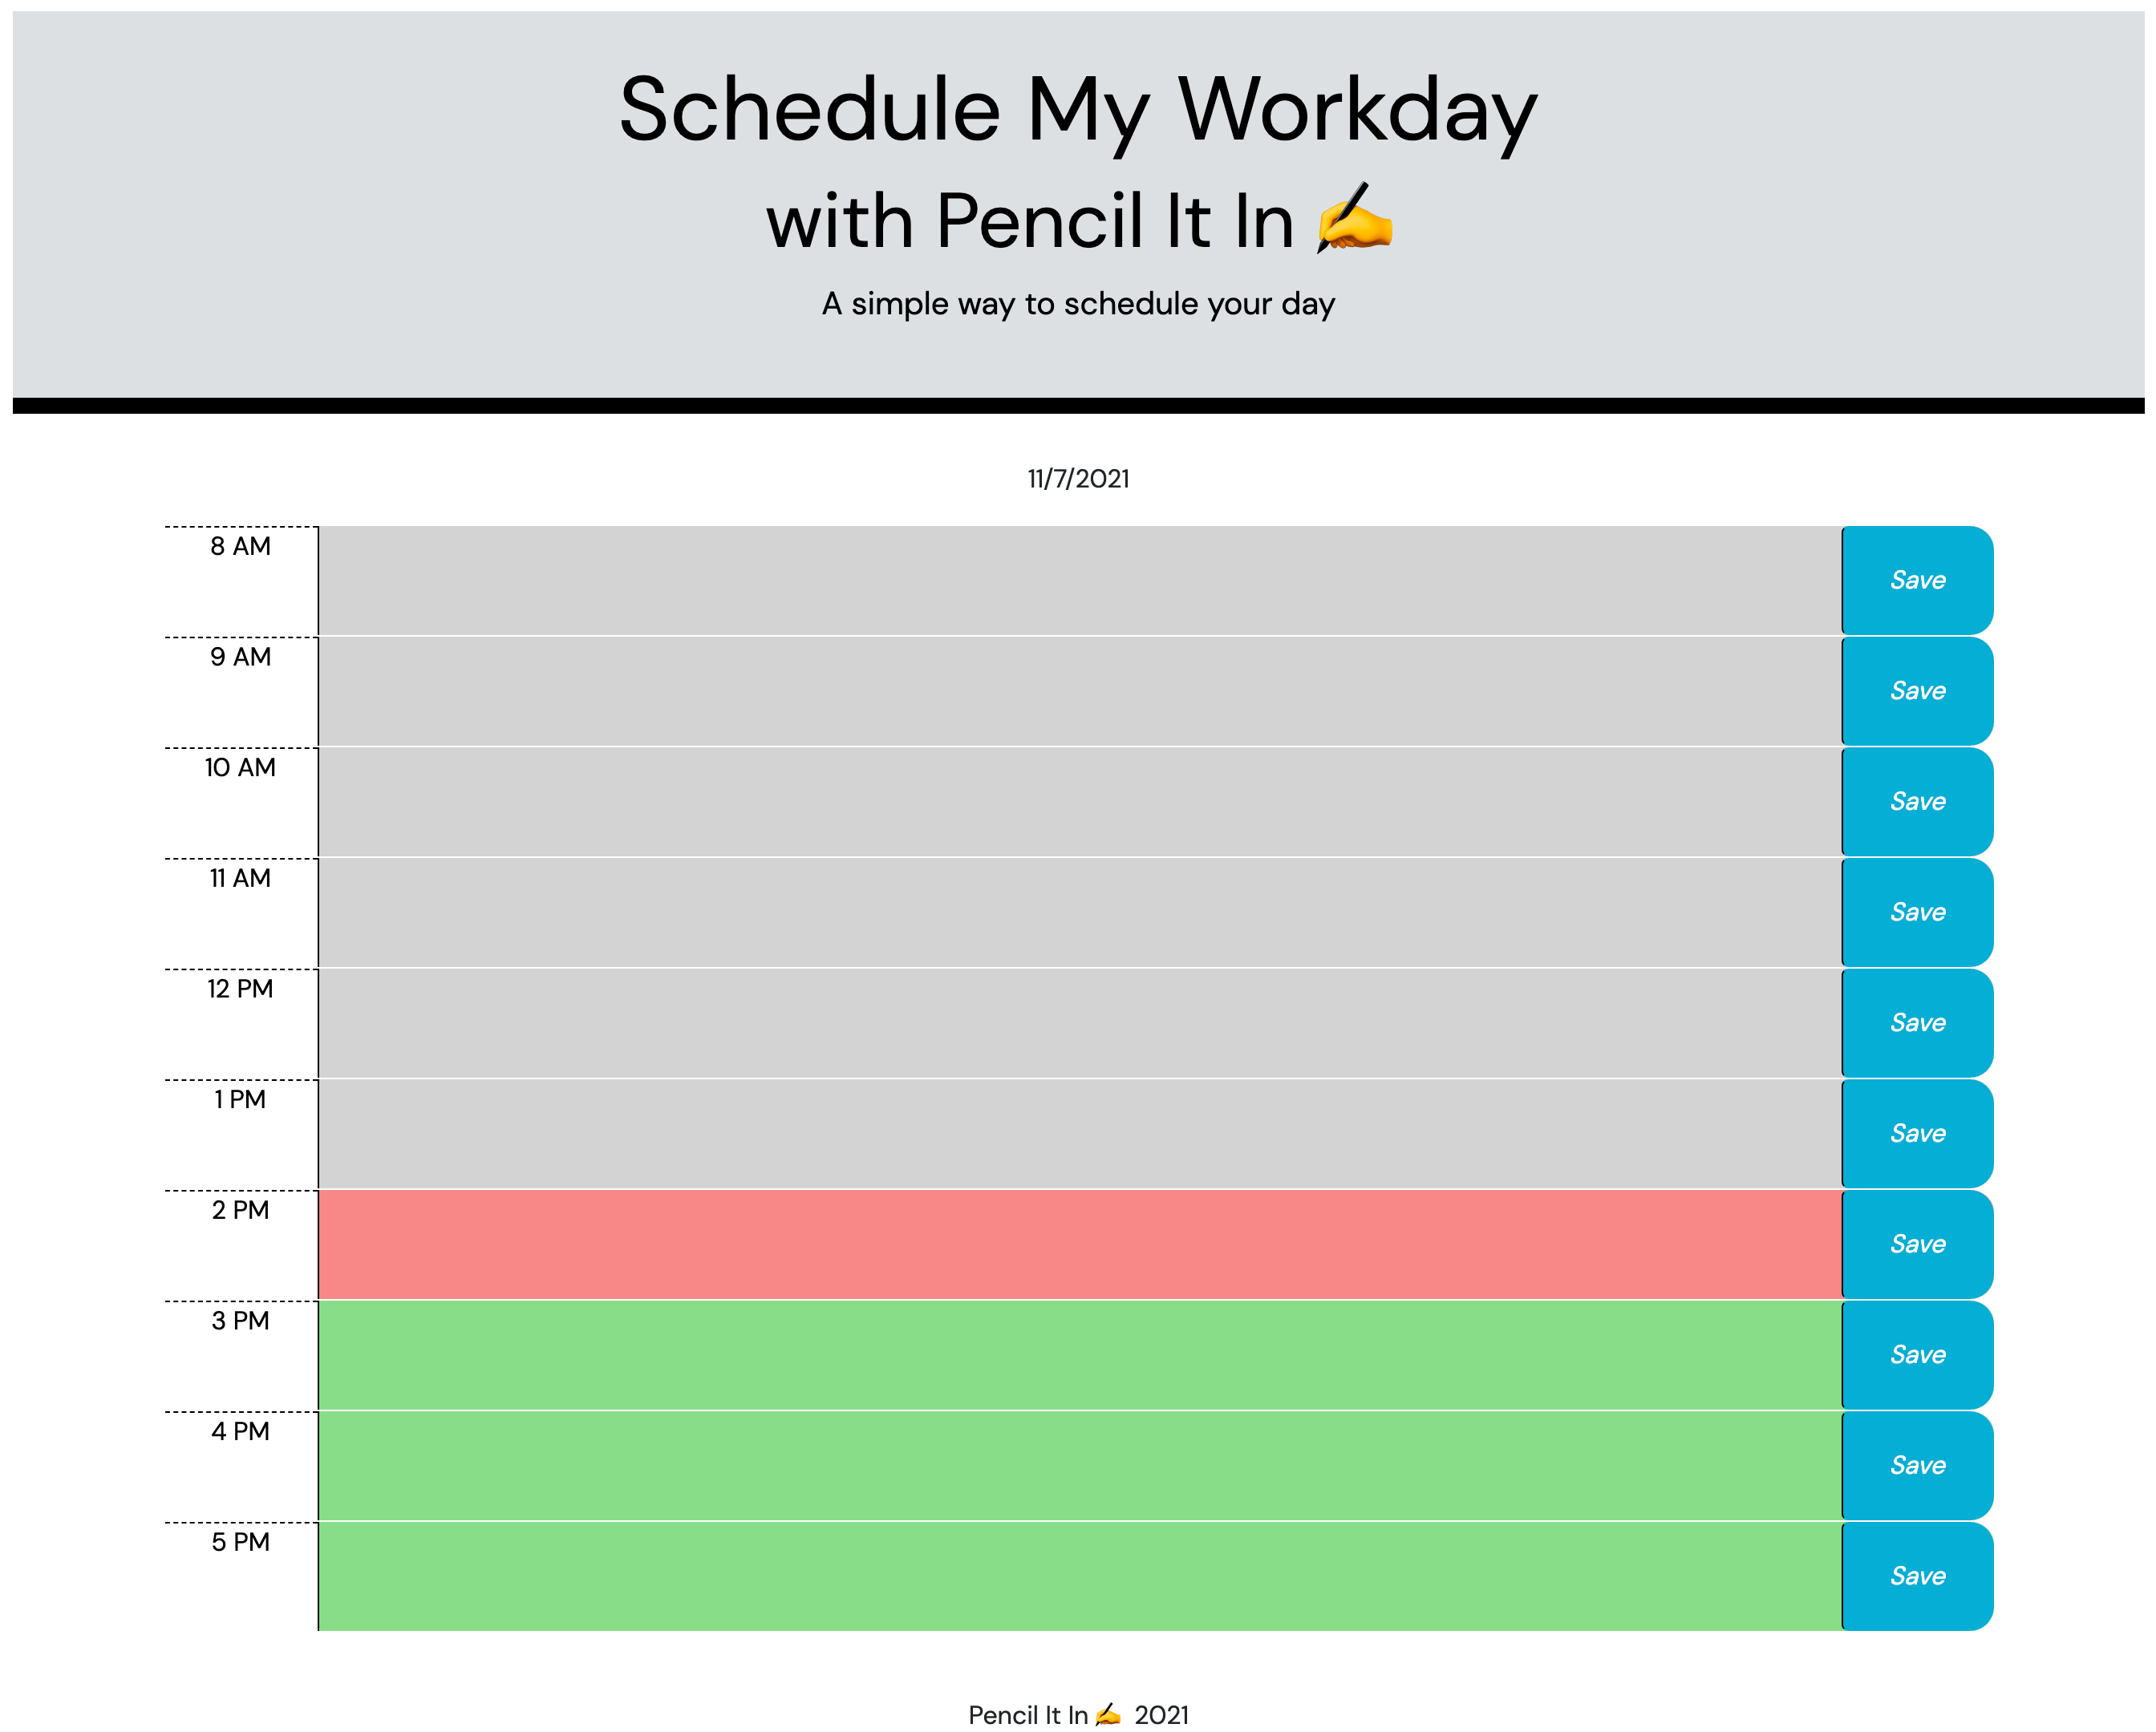 Schedule My Workday
with Pencil It In ✍️
A simple way to schedule your day
11/7/2021
8 AM Save
9 AM Save
10 AM Save
11 AM Save
12 PM Save
1 PM Save
2 PM Save
3 PM Save
4 PM Save
5 PM Save
Pencil It In ✍️ 2021